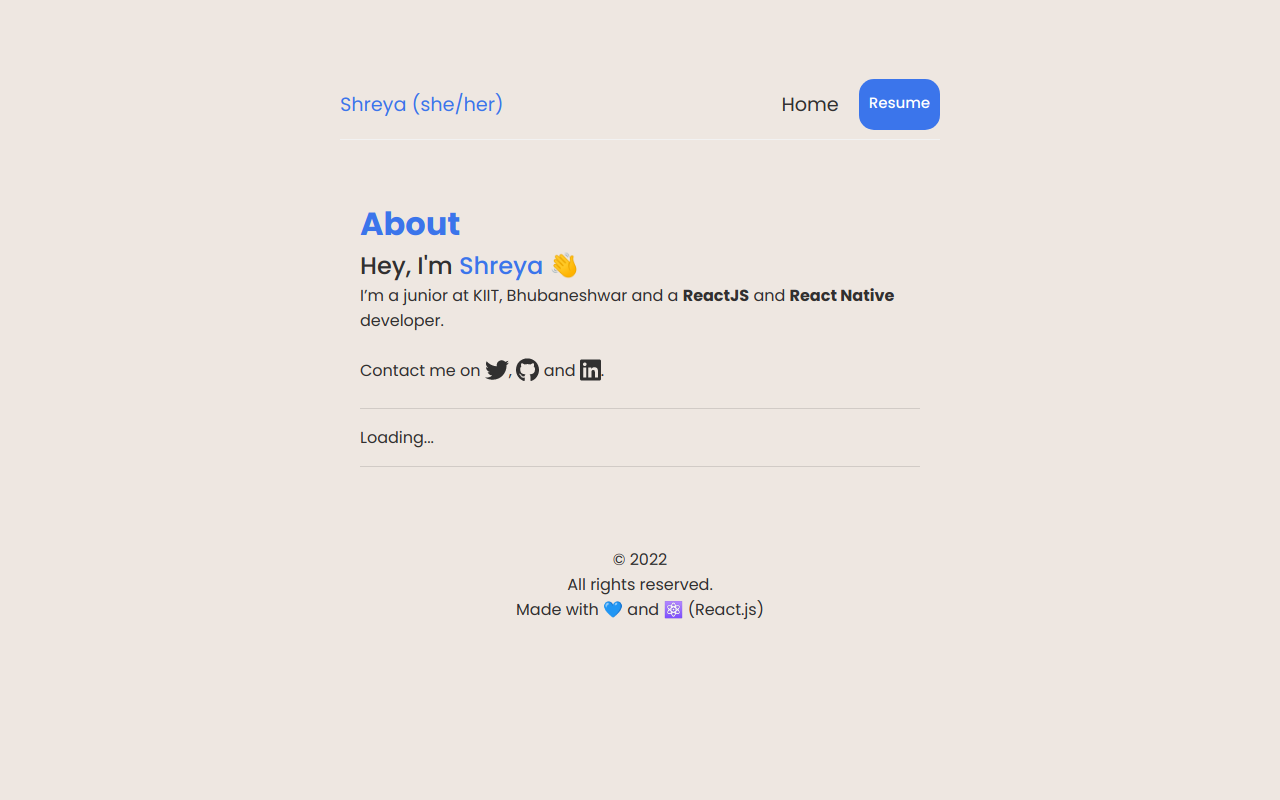 Shreya (she/her)
Home
Resume
About
Hey, I'm Shreya 👋
I’m a junior at KIIT, Bhubaneshwar and a ReactJS and React Native
developer.
Contact me on , and .
Loading...
© 2022
All rights reserved.
Made with 💙 and ⚛️ (React.js)